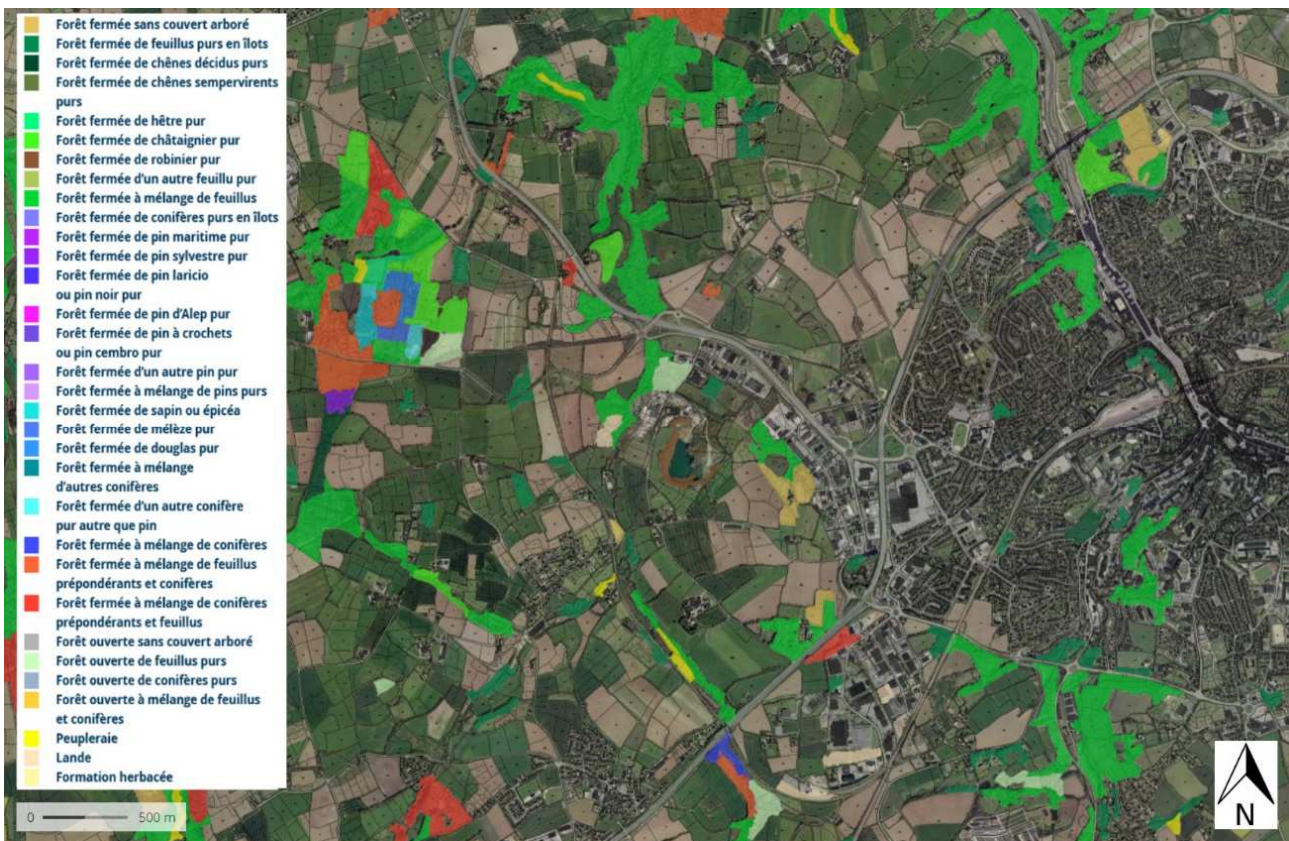 Forêt fermée sans couvert arboré
Forêt fermée de feuillus purs en îlots
Forêt fermée de chênes décidus purs
Forêt fermée de chênes sempervirents
purs
Forêt fermée de hêtre pur
Forêt fermée de châtaignier pur
Forêt fermée de robinier pur
Forêt fermée d'un autre feuillu pur
Forêt fermée à mélange de feuillus
Forêt fermée de conifères purs en îlots
Forêt fermée de pin maritime pur
Forêt fermée de pin sylvestre pur
Forêt fermée de pin laricio
ou pin noir pur
Forêt fermée de pin d'Alep pur
Forêt fermée de pin à crochets
ou pin cembro pur
Forêt fermée d'un autre pin pur
Forêt fermée à mélange de pins purs
Forêt fermée de sapin ou épicéa
Forêt fermée de mélèze pur
Forêt fermée de douglas pur
Forêt fermée à mélange
d'autres conifères
Forêt fermée d'un autre conifère
pur autre que pin
Forêt fermée à mélange de conifères
Forêt fermée à mélange de feuillus
prépondérants et conifères
Forêt fermée à mélange de conifères
prépondérants et feuillus
Forêt ouverte sans couvert arboré
Forêt ouverte de feuillus purs
Forêt ouverte de conifères purs
Forêt ouverte à mélange de feuillus
et conifères
Peupleraie
Lande
Formation herbacée
0 500 m
N